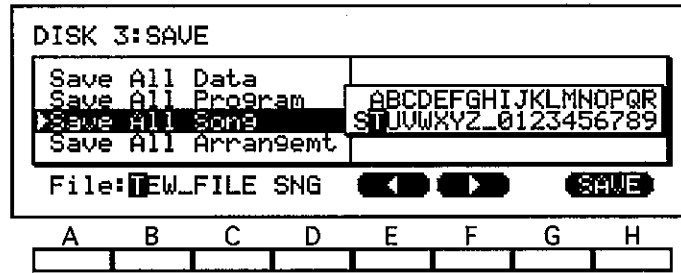 DISK 3:SAVE
Save All Data
Save All Program
Save All Song
Save All Arrangemt
ABCDEFGHIJKLMNOPQR
STUVWXYZ_0123456789
File:TEW_FILE SNG
SAVE
A B C D E F G H